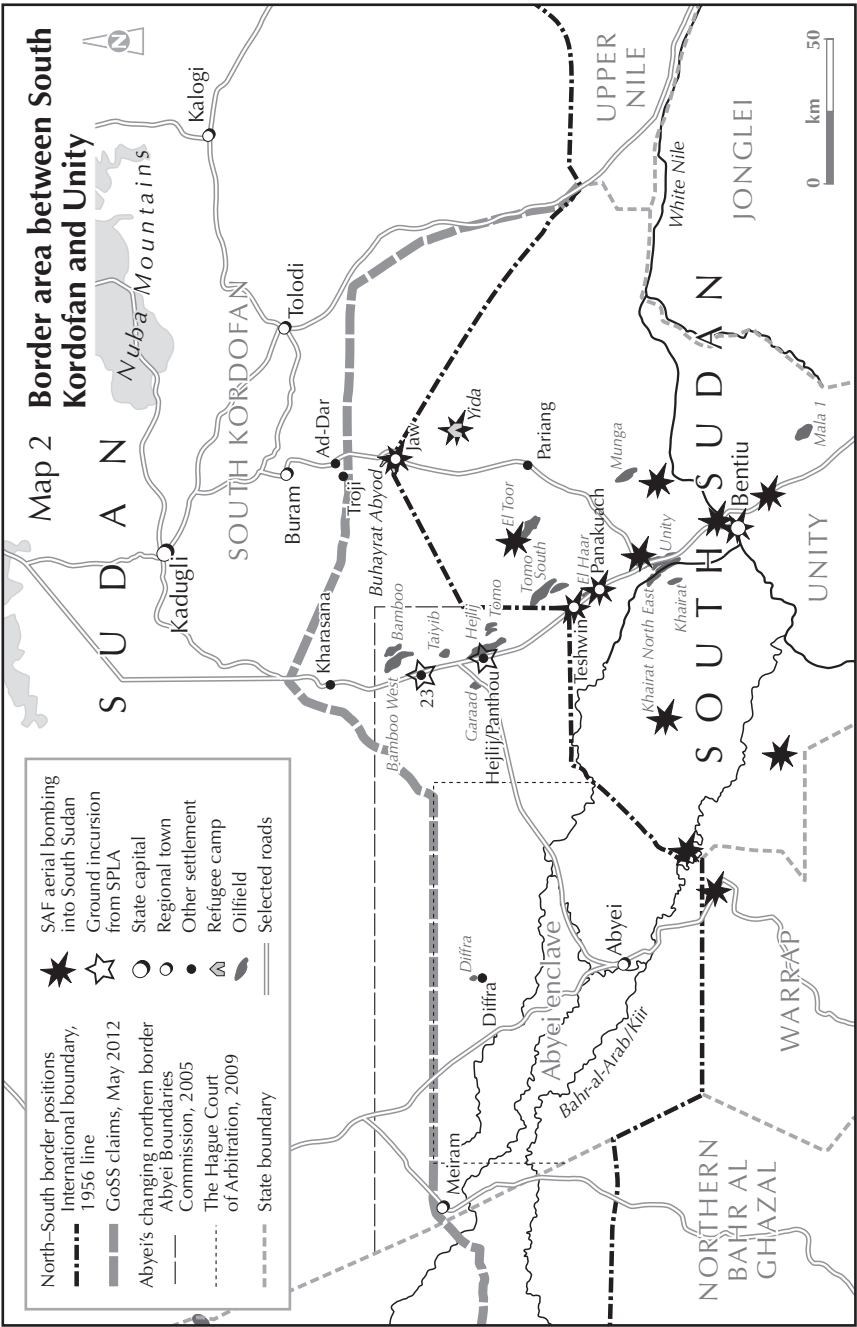 Map 2 Border area between South
Kordofan and Unity
N
North–South border positions
International boundary,
1956 line
GoSS claims, May 2012
Abyei’s changing northern border
Abyei Boundaries
Commission, 2005
The Hague Court
of Arbitration, 2009
State boundary
SAF aerial bombing
into South Sudan
Ground incursion
from SPLA
State capital
Regional town
Other settlement
Refugee camp
Oilfield
Selected roads
SUDAN
Nuba Mountains
Kalogi
Kadugli
SOUTH KORDOFAN
Tolodi
Buram
Ad-Dar
Troji
Kharasana
Buhayrat Abyod
Jaw
Yida
Bamboo West
Bamboo
Taiyib
23
Garaad
Hejlij
Tomo
Hejlij/Panthou
Tomo
South
El Toor
Pariang
El Haar
Panakuach
Teshwin
Munga
Unity
Khairat North East
Khairat
Meiram
Diffra
Diffra
Abyei enclave
Abyei
Bahr-al-Arab/Kiir
SOUTH SUDAN
Bentiu
Mala 1
UPPER
NILE
White Nile
JONGLEI
UNITY
WARRAP
NORTHERN
BAHR AL
GHAZAL
0 km 50